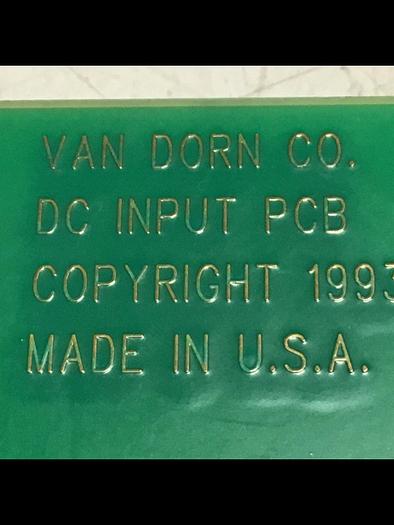 VAN DORN CO.
DC INPUT PCB
COPYRIGHT 1993
MADE IN U.S.A.